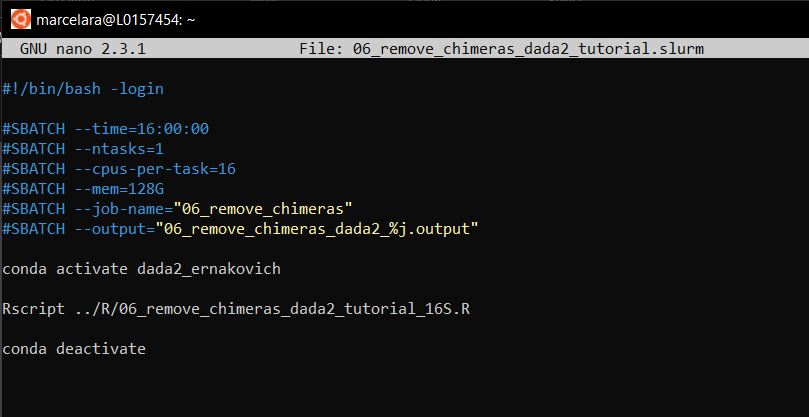 marcelara@L0157454: ~
GNU nano 2.3.1 File: 06_remove_chimeras_dada2_tutorial.slurm
#!/bin/bash -login
#SBATCH --time=16:00:00
#SBATCH --ntasks=1
#SBATCH --cpus-per-task=16
#SBATCH --mem=128G
#SBATCH --job-name="06_remove_chimeras"
#SBATCH --output="06_remove_chimeras_dada2_%j.output"
conda activate dada2_ernakovich
Rscript ../R/06_remove_chimeras_dada2_tutorial_16S.R
conda deactivate